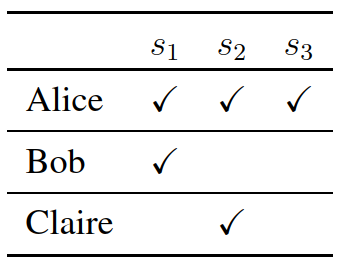 s₁ s₂ s₃
Alice ✓ ✓ ✓
Bob ✓
Claire ✓